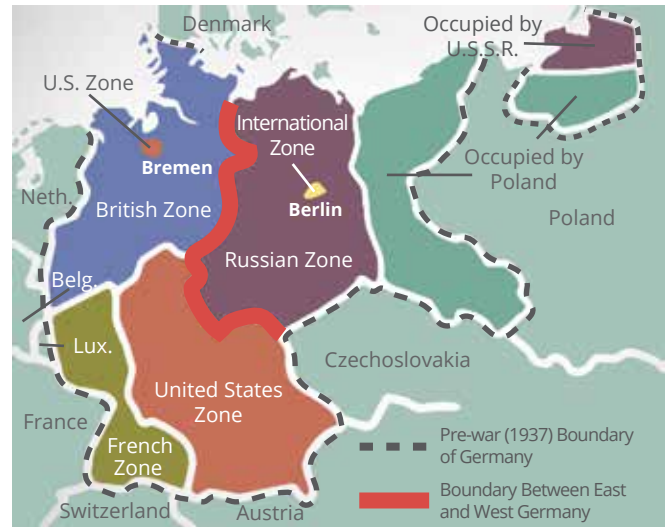 Denmark
Occupied by
U.S.S.R.
U.S. Zone
International
Zone
Bremen
Occupied by
Poland
Neth.
British Zone
Berlin
Poland
Russian Zone
Belg.
Lux.
Czechoslovakia
United States
Zone
France
French
Zone
Pre-war (1937) Boundary
of Germany
Boundary Between East
and West Germany
Switzerland
Austria